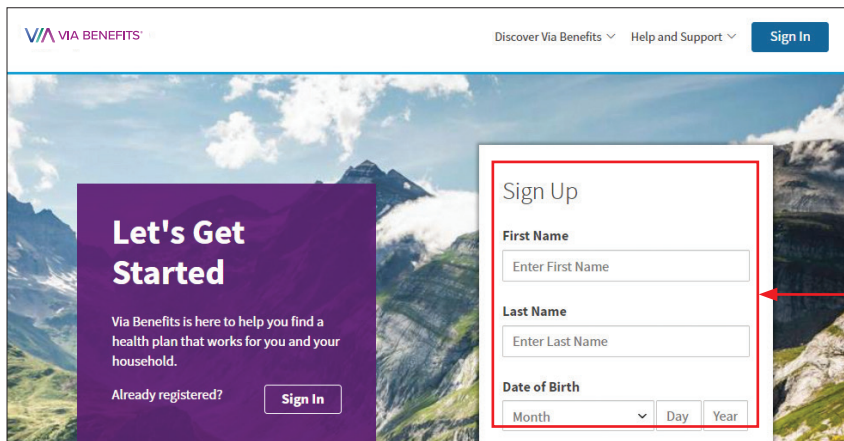 VIA VIA BENEFITS®
Discover Via Benefits
Help and Support
Sign In
Let's Get
Started
Via Benefits is here to help you find a
health plan that works for you and your
household.
Already registered?
Sign In
Sign Up
First Name
Enter First Name
Last Name
Enter Last Name
Date of Birth
Month
Day
Year